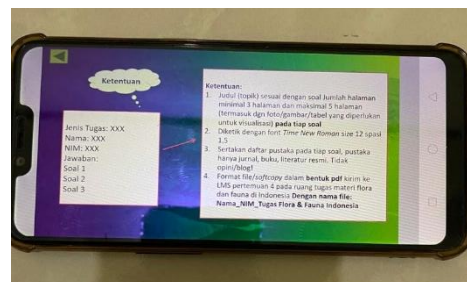 Ketentuan
Jenis Tugas: XXX
Nama: XXX
NIM: XXX
Jawaban:
Soal 1
Soal 2
Soal 3
Ketentuan:
1. Judul (topik) sesuai dengan soal Jumlah halaman
minimal 3 halaman dan maksimal 5 halaman
(termasuk dgn foto/gambar/tabel yang diperlukan
untuk visualisasi) pada tiap soal
2. Diketik dengan font Time New Roman size 12 spasi
1.5
3. Sertakan daftar pustaka pada tiap soal, pustaka
hanya jurnal, buku, literatur resmi. Tidak
opini/blog!
4. Format file/softcopy dalam bentuk pdf kirim ke
LMS pertemuan 4 pada ruang tugas materi flora
dan fauna di Indonesia Dengan nama file:
Nama_NIM_Tugas Flora & Fauna Indonesia